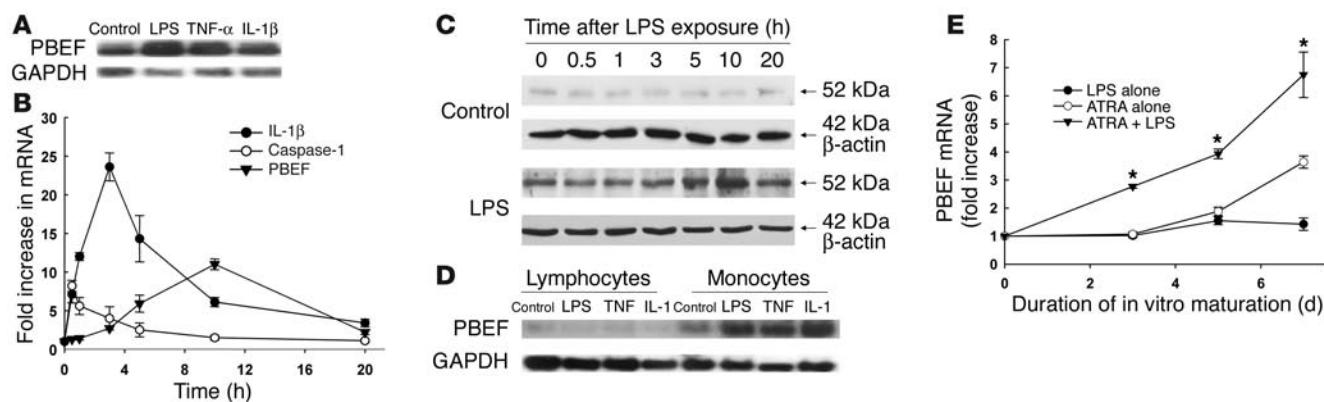 A
Control LPS TNF-α IL-1β
PBEF
GAPDH
B
Fold increase in mRNA
30
25
20
15
10
5
0
IL-1β
Caspase-1
PBEF
0 4 8 12 16 20
Time (h)
C
Time after LPS exposure (h)
0 0.5 1 3 5 10 20
Control
52 kDa
42 kDa
β-actin
LPS
52 kDa
42 kDa
β-actin
D
Lymphocytes Monocytes
Control LPS TNF IL-1 Control LPS TNF IL-1
PBEF
GAPDH
E
PBEF mRNA
(fold increase)
8
7
6
5
4
3
2
1
0
LPS alone
ATRA alone
ATRA + LPS
* * *
0 2 4 6
Duration of in vitro maturation (d)